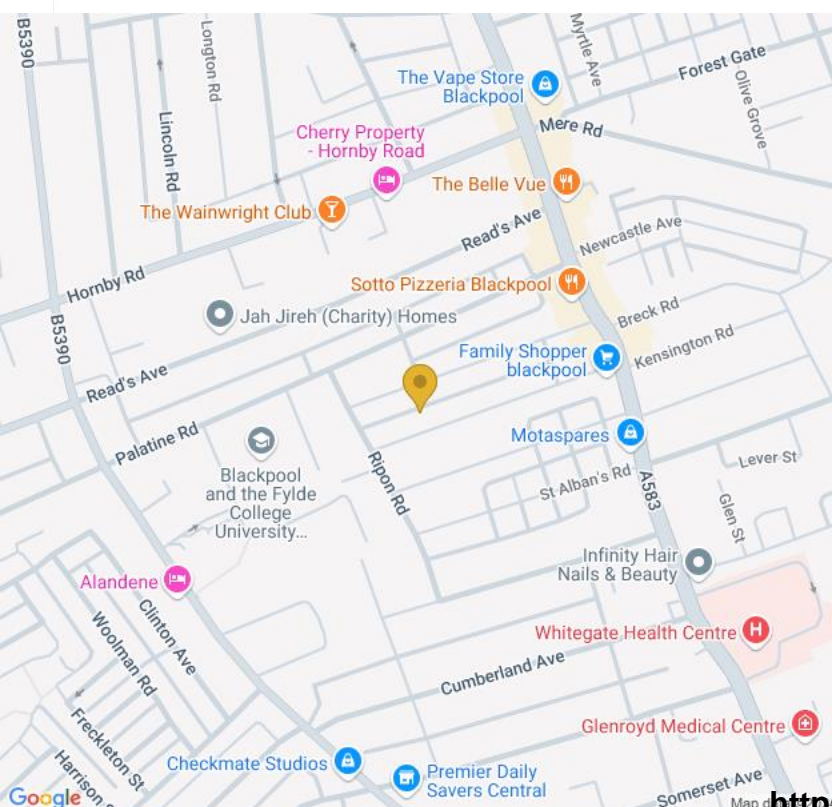 B5390
Longton Rd
Lincoln Rd
Myrtle Ave
Forest Gate
Olive Grove
The Vape Store
Blackpool
Mere Rd
Cherry Property
- Hornby Road
The Belle Vue
The Wainwright Club
Read's Ave
Newcastle Ave
Hornby Rd
Sotto Pizzeria Blackpool
Jah Jireh (Charity) Homes
Breck Rd
B5390
Family Shopper
blackpool
Kensington Rd
Read's Ave
Palatine Rd
Motaspares
Blackpool
and the Fylde
College
University...
Ripon Rd
St Alban's Rd
A583
Lever St
Glen St
Infinity Hair
Nails & Beauty
Alandene
Clinton Ave
Woolman Rd
Whitegate Health Centre
H
Cumberland Ave
Freckleton St
Glenroyd Medical Centre
Checkmate Studios
Premier Daily
Savers Central
Harrison S
Somerset Ave
Google
Map d
http